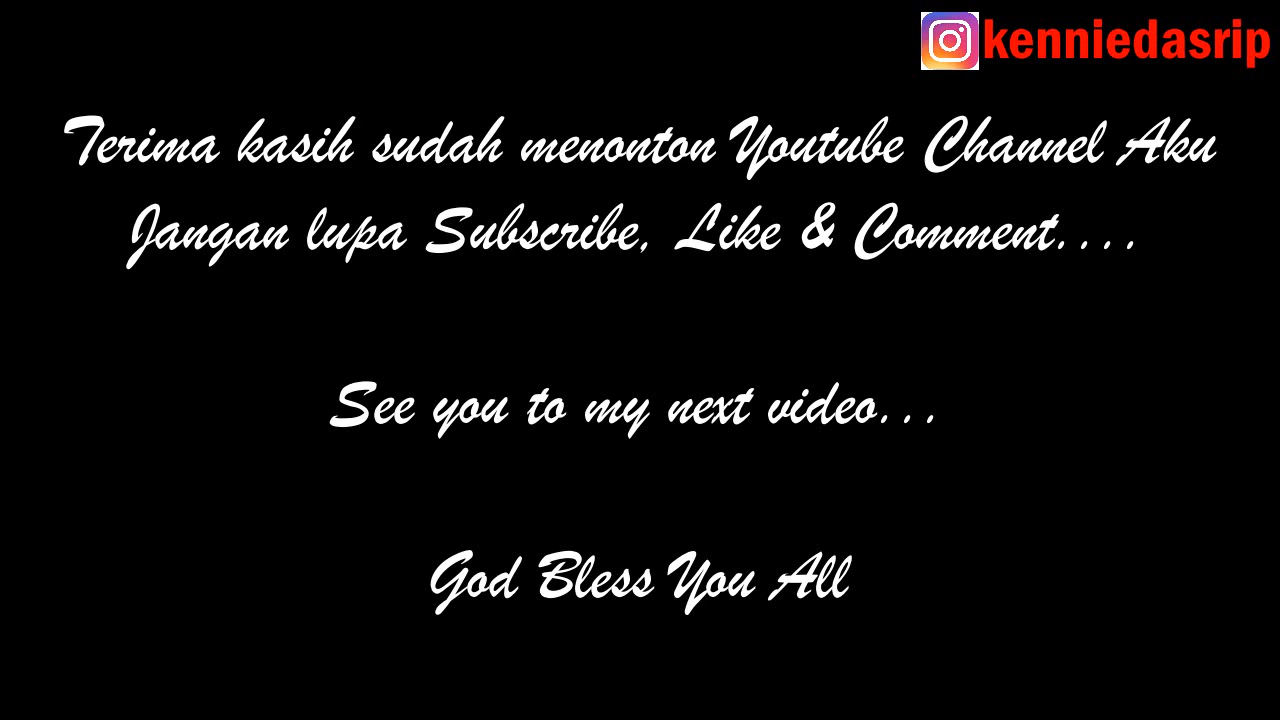 kenniedasrip
Terima kasih sudah menonton Youtube Channel Aku
Jangan lupa Subscribe, Like & Comment....
See you to my next video...
God Bless You All